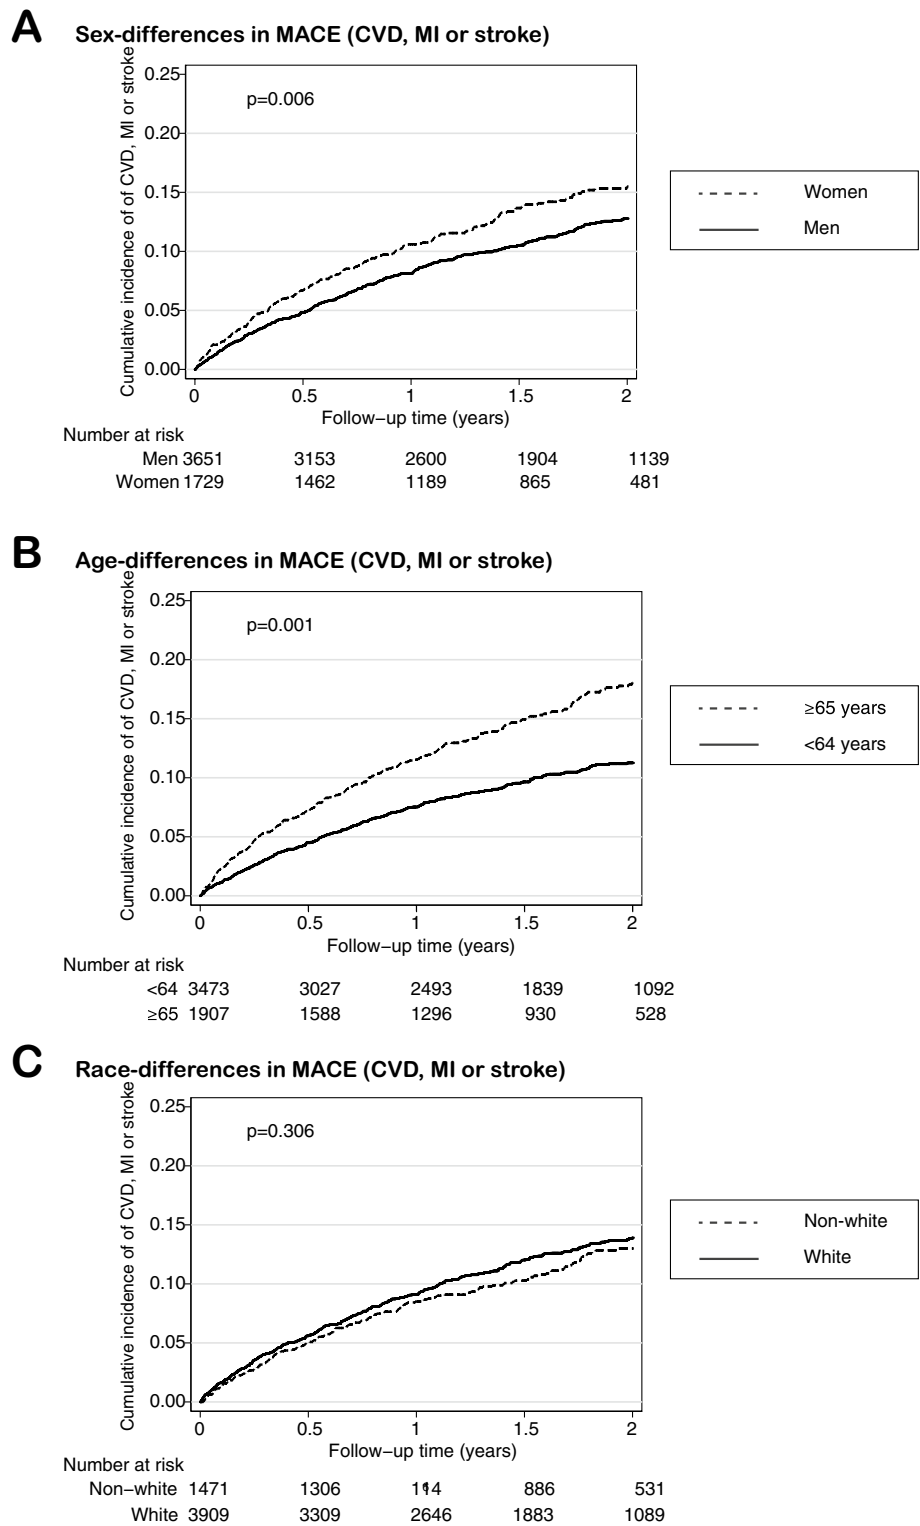 A Sex-differences in MACE (CVD, MI or stroke)
Cumulative incidence of of CVD, MI or stroke
0.25
0.20
0.15
0.10
0.05
0.00
p=0.006
Women
Men
0 0.5 1 1.5 2
Follow-up time (years)
Number at risk
Men 3651 3153 2600 1904 1139
Women 1729 1462 1189 865 481
B Age-differences in MACE (CVD, MI or stroke)
Cumulative incidence of of CVD, MI or stroke
0.25
0.20
0.15
0.10
0.05
0.00
p=0.001
≥65 years
<64 years
0 0.5 1 1.5 2
Follow-up time (years)
Number at risk
<64 3473 3027 2493 1839 1092
≥65 1907 1588 1296 930 528
C Race-differences in MACE (CVD, MI or stroke)
Cumulative incidence of of CVD, MI or stroke
0.25
0.20
0.15
0.10
0.05
0.00
p=0.306
Non-white
White
0 0.5 1 1.5 2
Follow-up time (years)
Number at risk
Non-white 1471 1306 886 531
White 3909 3309 2646 1883 1089